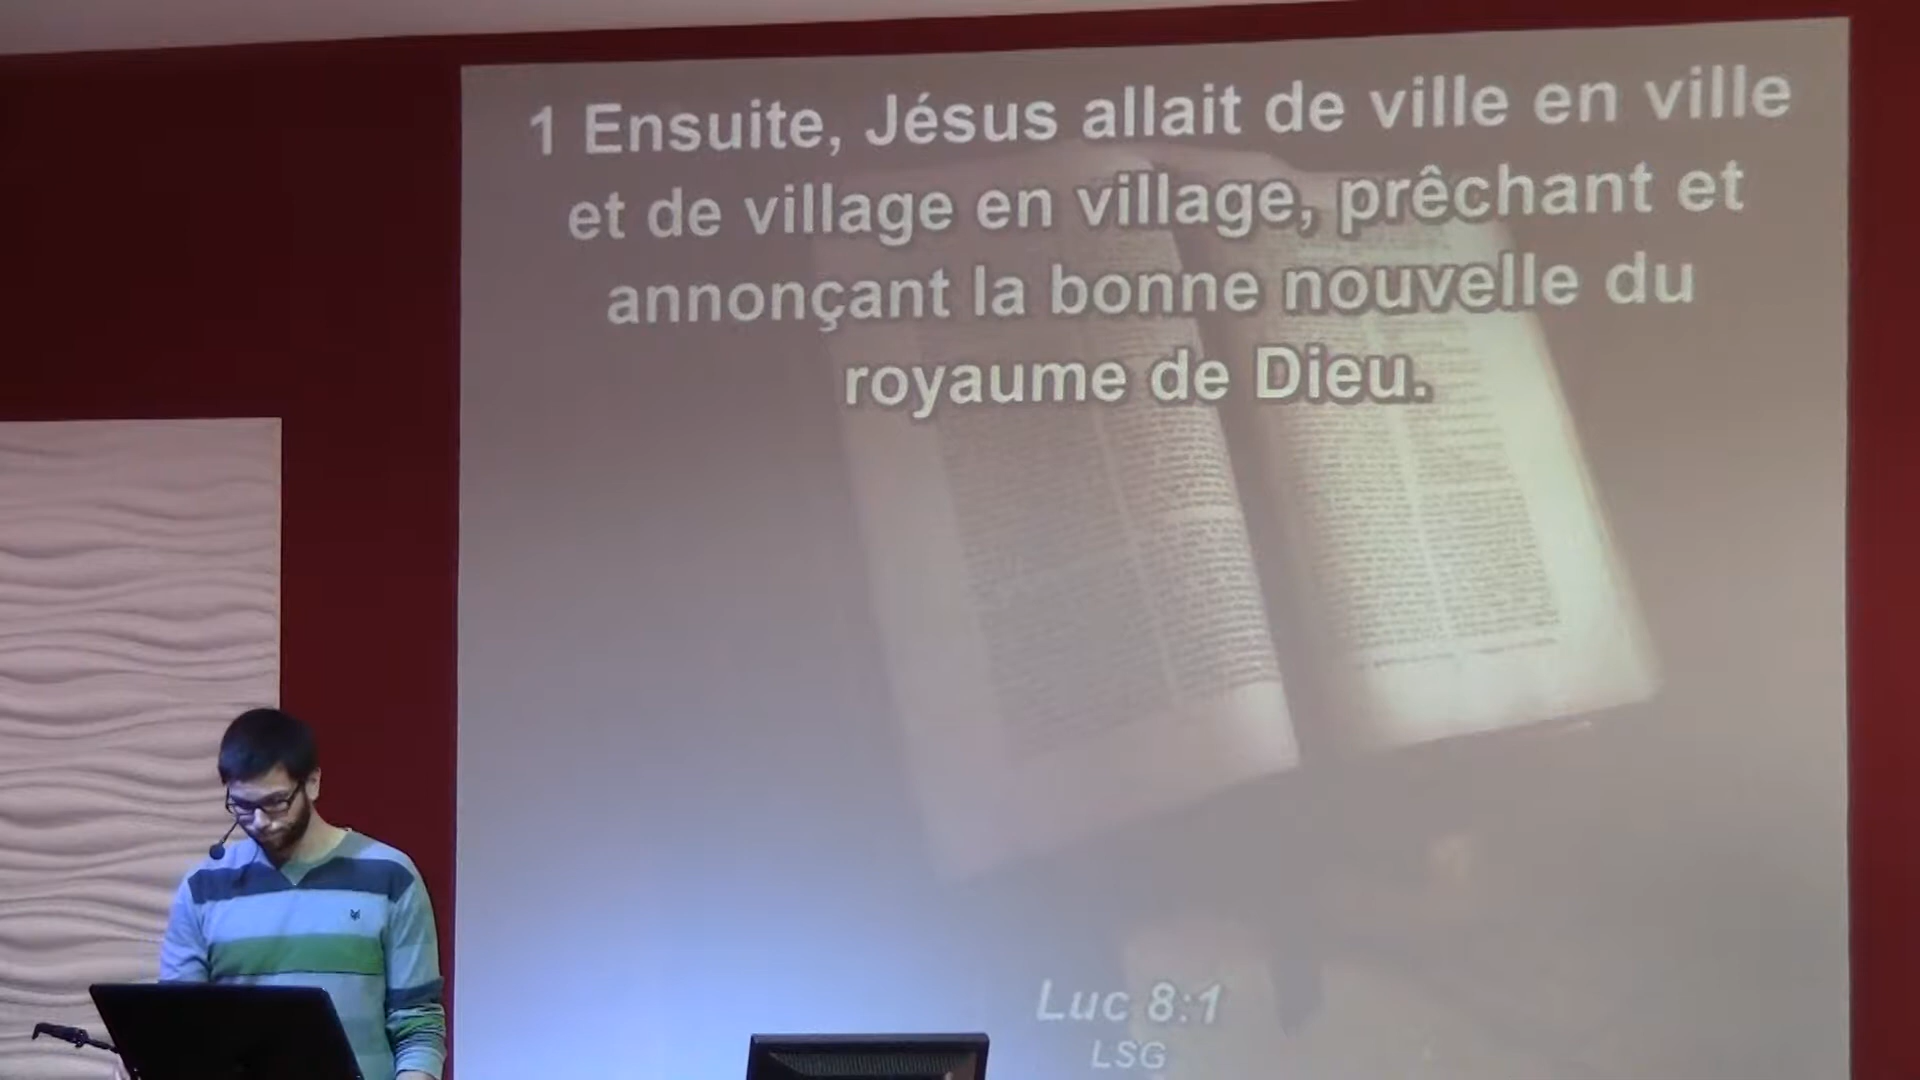 1 Ensuite, Jésus allait de ville en ville
et de village en village, prêchant et
annonçant la bonne nouvelle du
royaume de Dieu.
Luc 8:1
LSG